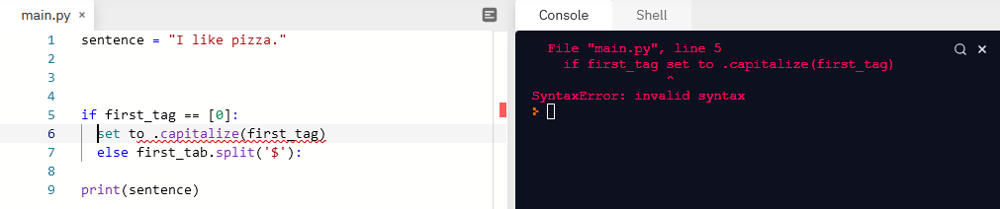 main.py ×
Console
Shell
1 sentence = "I like pizza."
2
3
4
5 if first_tag == [0]:
6 set to .capitalize(first_tag)
7 else first_tab.split('$'):
8
9 print(sentence)
File "main.py", line 5
if first_tag set to .capitalize(first_tag)
^
SyntaxError: invalid syntax
>